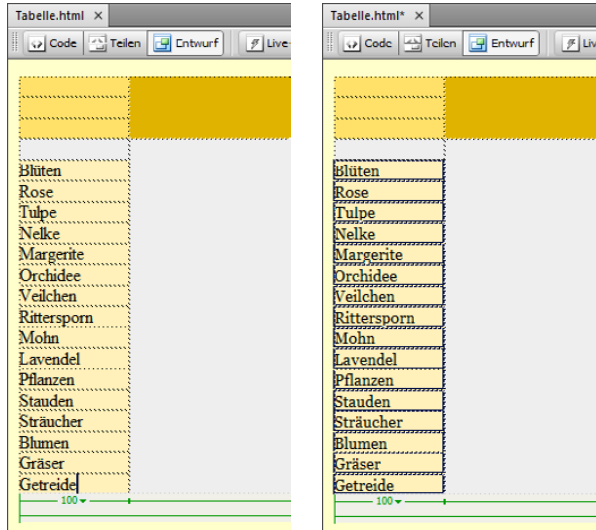 Tabelle.html ×
Code Teilen Entwurf Live
Blüten
Rose
Tulpe
Nelke
Margerite
Orchidee
Veilchen
Rittersporn
Mohn
Lavendel
Pflanzen
Stauden
Sträucher
Blumen
Gräser
Getreide
100
Tabelle.html* ×
Code Teilen Entwurf Liv
Blüten
Rose
Tulpe
Nelke
Margerite
Orchidee
Veilchen
Rittersporn
Mohn
Lavendel
Pflanzen
Stauden
Sträucher
Blumen
Gräser
Getreide
100